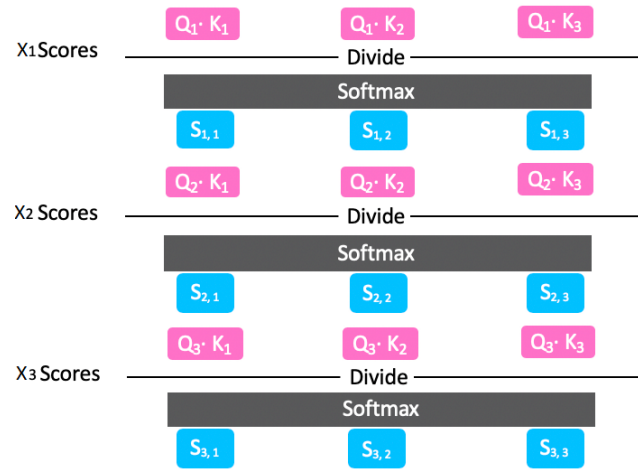 Q₁· K₁ Q₁· K₂ Q₁· K₃
X₁ Scores Divide
Softmax
S₁, ₁ S₁, ₂ S₁, ₃
Q₂· K₁ Q₂· K₂ Q₂· K₃
X₂ Scores Divide
Softmax
S₂, ₁ S₂, ₂ S₂, ₃
Q₃· K₁ Q₃· K₂ Q₃· K₃
X₃ Scores Divide
Softmax
S₃, ₁ S₃, ₂ S₃, ₃